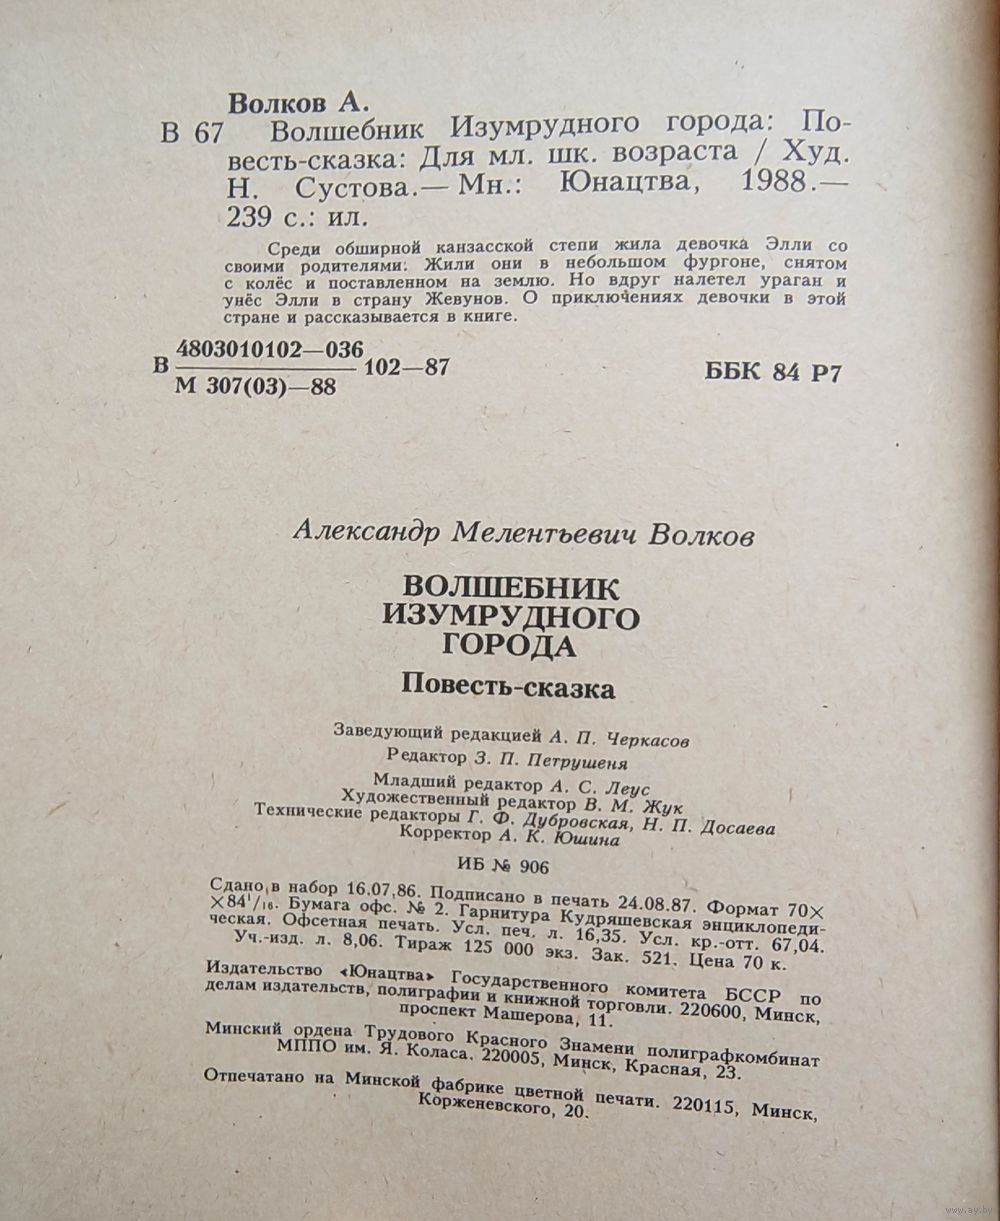 Волков А.
В 67 Волшебник Изумрудного города: По-
весть-сказка: Для мл. шк. возраста / Худ.
Н. Сустова.— Мн.: Юнацтва, 1988.—
239 с.: ил.
Среди обширной канзасской степи жила девочка Элли со
своими родителями. Жили они в небольшом фургоне, снятом
с колёс и поставленном на землю. Но вдруг налетел ураган и
унёс Элли в страну Жевунов. О приключениях девочки в этой
стране и рассказывается в книге.
4803010102—036
В 102—87 ББК 84 Р7
М 307(03)—88
Александр Мелентьевич Волков
ВОЛШЕБНИК
ИЗУМРУДНОГО
ГОРОДА
Повесть-сказка
Заведующий редакцией А. П. Черкасов
Редактор З. П. Петрушеня
Младший редактор А. С. Леус
Художественный редактор В. М. Жук
Технические редакторы Г. Ф. Дубровская, Н. П. Досаева
Корректор А. К. Юшина
ИБ № 906
Сдано в набор 16.07.86. Подписано в печать 24.08.87. Формат 70×
×84¹/₁₆. Бумага офс. № 2. Гарнитура Кудряшевская энциклопеди-
ческая. Офсетная печать. Усл. печ. л. 16,35. Усл. кр.-отт. 67,04.
Уч.-изд. л. 8,06. Тираж 125 000 экз. Зак. 521. Цена 70 к.
Издательство «Юнацтва» Государственного комитета БССР по
делам издательств, полиграфии и книжной торговли. 220600, Минск,
проспект Машерова, 11.
Минский ордена Трудового Красного Знамени полиграфкомбинат
МППО им. Я. Коласа. 220005, Минск, Красная, 23.
Отпечатано на Минской фабрике цветной печати. 220115, Минск,
Корженевского, 20.
www.ay.by